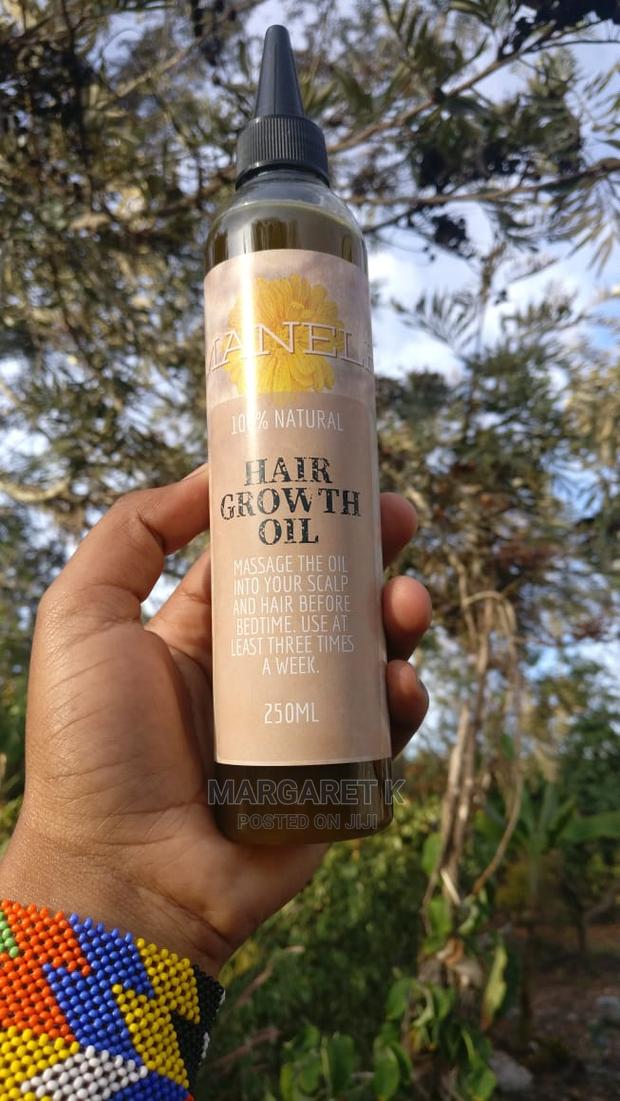 100% NATURAL
HAIR
GROWTH
OIL
MASSAGE THE OIL
INTO YOUR SCALP
AND HAIR BEFORE
BEDTIME. USE AT
LEAST THREE TIMES
A WEEK.
250ML
MARGARET K
POSTED ON JIJI